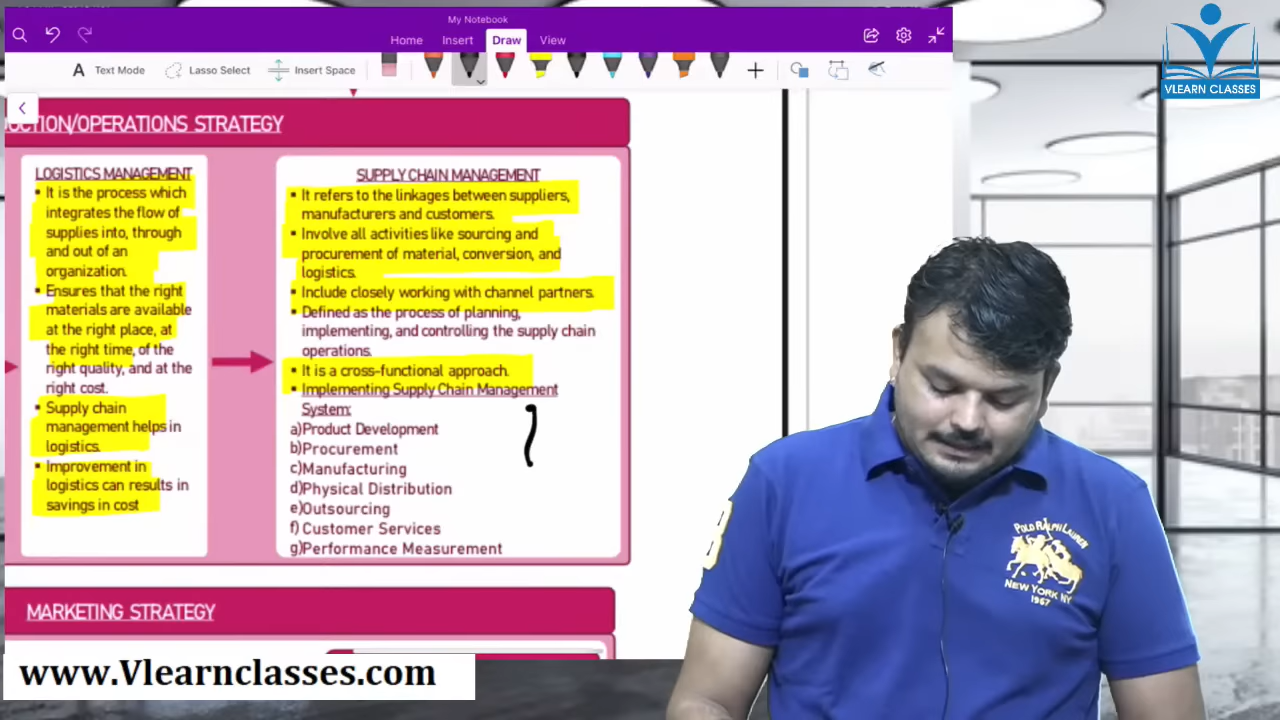 My Notebook
Home Insert Draw View
Text Mode Lasso Select Insert Space
VLEARN CLASSES
UCTION/OPERATIONS STRATEGY
LOGISTICS MANAGEMENT
▪ It is the process which
integrates the flow of
supplies into, through
and out of an
organization.
▪ Ensures that the right
materials are available
at the right place, at
the right time, of the
right quality, and at the
right cost.
▪ Supply chain
management helps in
logistics.
▪ Improvement in
logistics can results in
savings in cost
SUPPLY CHAIN MANAGEMENT
▪ It refers to the linkages between suppliers,
manufacturers and customers.
▪ Involve all activities like sourcing and
procurement of material, conversion, and
logistics.
▪ Include closely working with channel partners.
▪ Defined as the process of planning,
implementing, and controlling the supply chain
operations.
▪ It is a cross-functional approach.
▪ Implementing Supply Chain Management
System:
a)Product Development
b)Procurement
c)Manufacturing
d)Physical Distribution
e)Outsourcing
f) Customer Services
g)Performance Measurement
MARKETING STRATEGY
www.Vlearnclasses.com
POLO RALPH LAUREN
NEW YORK NY
1967